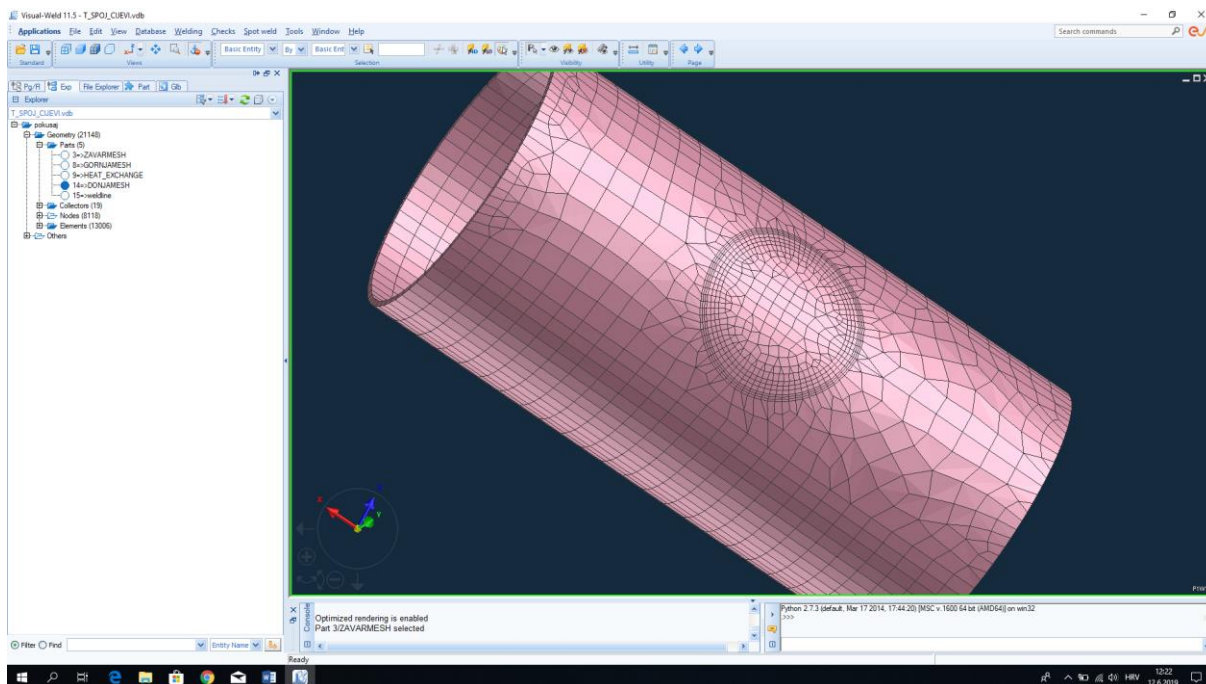 Visual-Weld 11.5 - T_SPOJ_CIJEVI.vdb
Applications File Edit View Database Welding Checks Spot weld Tools Window Help
Search commands
Basic Entity By Basic Ent
Standard Views Selection Visibility Utility Page
Pg/R Exp File Explorer Part Glb
Explorer
T_SPOJ_CIJEVI.vdb
pokusaj
Geometry (21148)
Parts (5)
3=>ZAVARMESH
8=>GORNJAMESH
9=>HEAT_EXCHANGE
14=>DONJAMESH
15=>weldline
Collectors (19)
Nodes (8118)
Elements (13006)
Others
X
Y
Console
Optimized rendering is enabled
Part 3/ZAVARMESH selected
Python 2.7.3 (default, Mar 17 2014, 17:44:20) [MSC v.1600 64 bit (AMD64)] on win32
>>>
Filter Find Entity Name
Ready
HRV
12:22
12.6.2019.